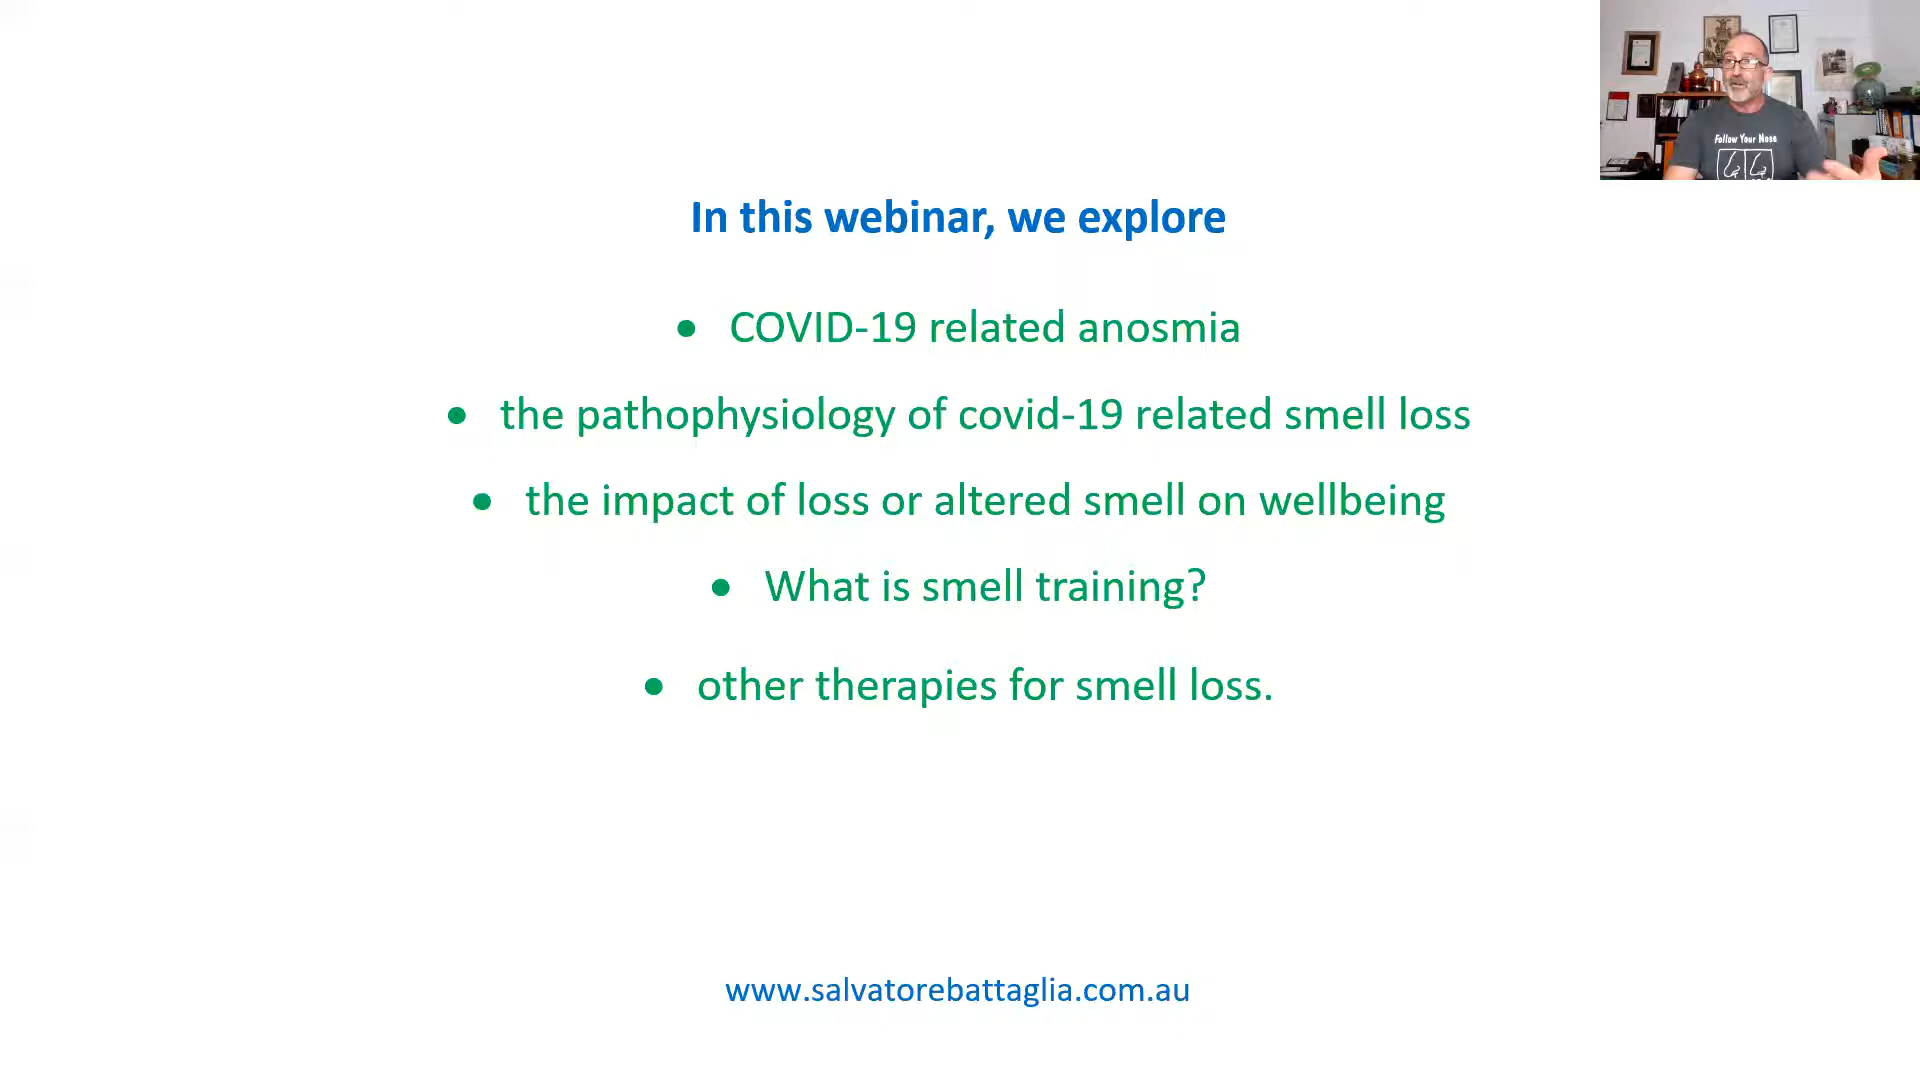 Follow Your Nose
In this webinar, we explore
• COVID-19 related anosmia
• the pathophysiology of covid-19 related smell loss
• the impact of loss or altered smell on wellbeing
• What is smell training?
• other therapies for smell loss.
www.salvatorebattaglia.com.au